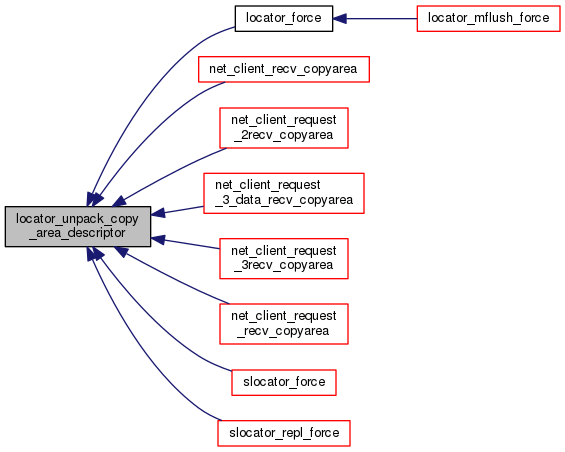 locator_force
locator_mflush_force
net_client_recv_copyarea
net_client_request
_2recv_copyarea
net_client_request
_3_data_recv_copyarea
locator_unpack_copy
_area_descriptor
net_client_request
_3recv_copyarea
net_client_request
_recv_copyarea
slocator_force
slocator_repl_force